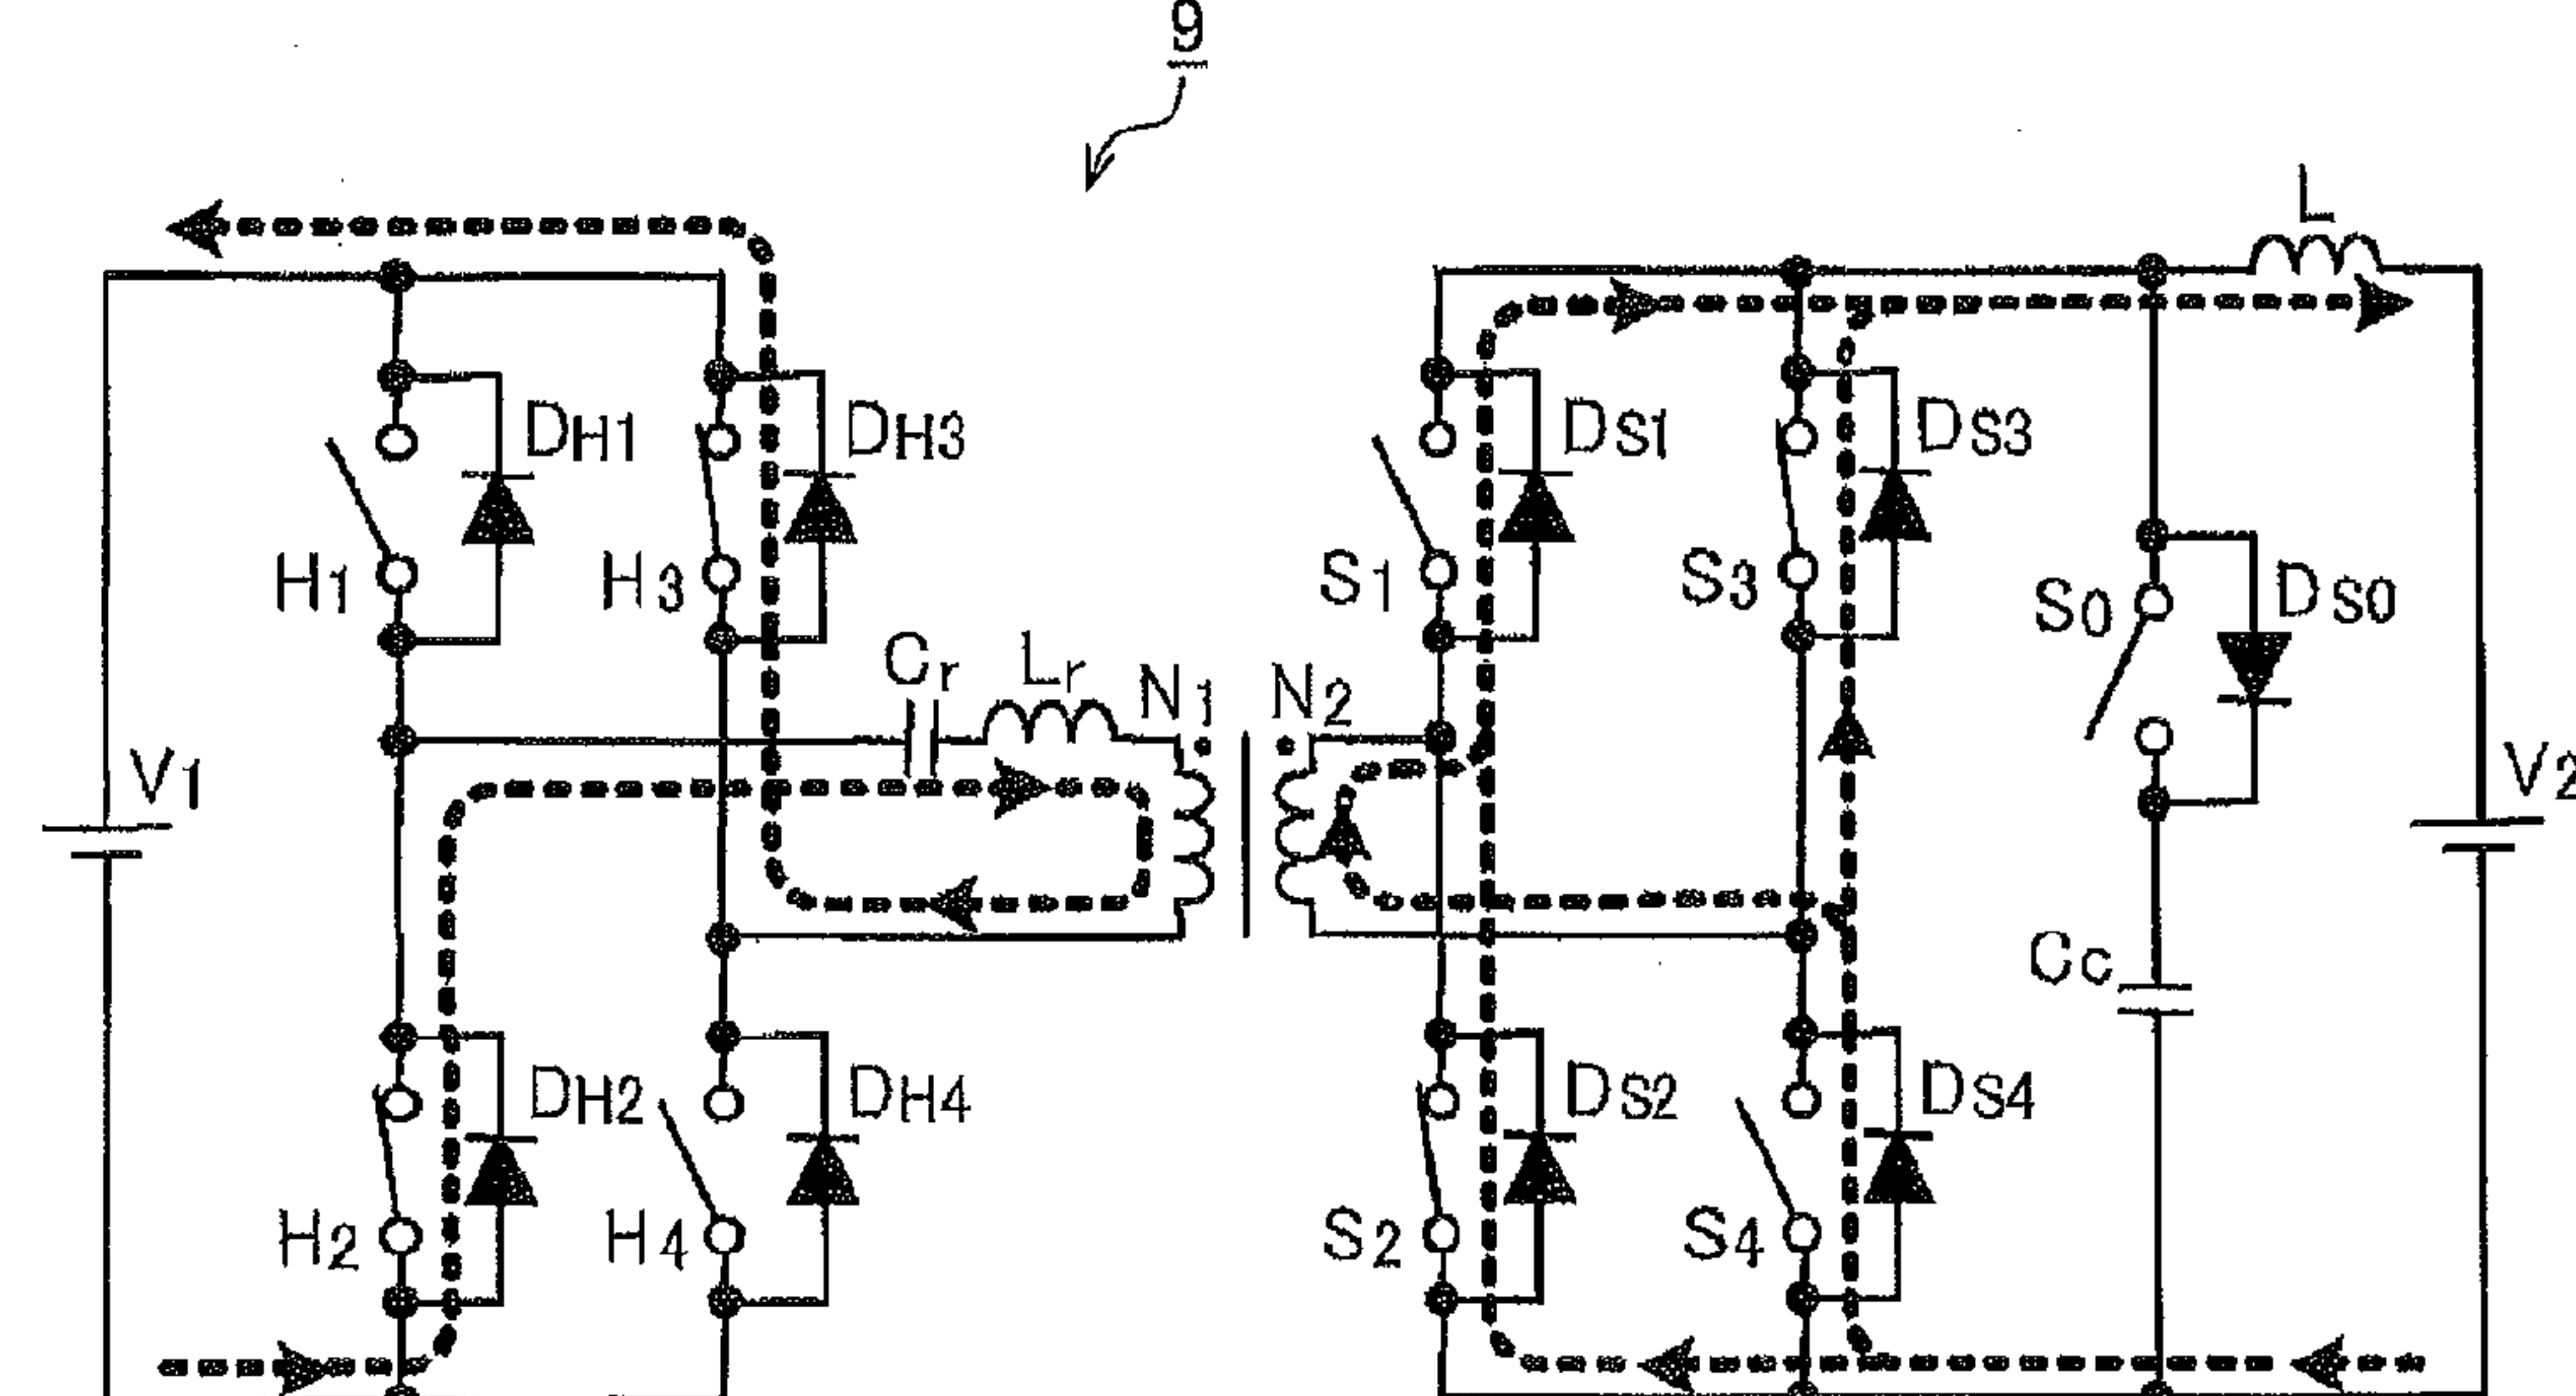 9
L
DH1
DH3
DS1
DS3
H1
H3
S1
S3
S0
DS0
Cr
Lr
N1
N2
V1
V2
Cc
DH2
DH4
DS2
DS4
H2
H4
S2
S4